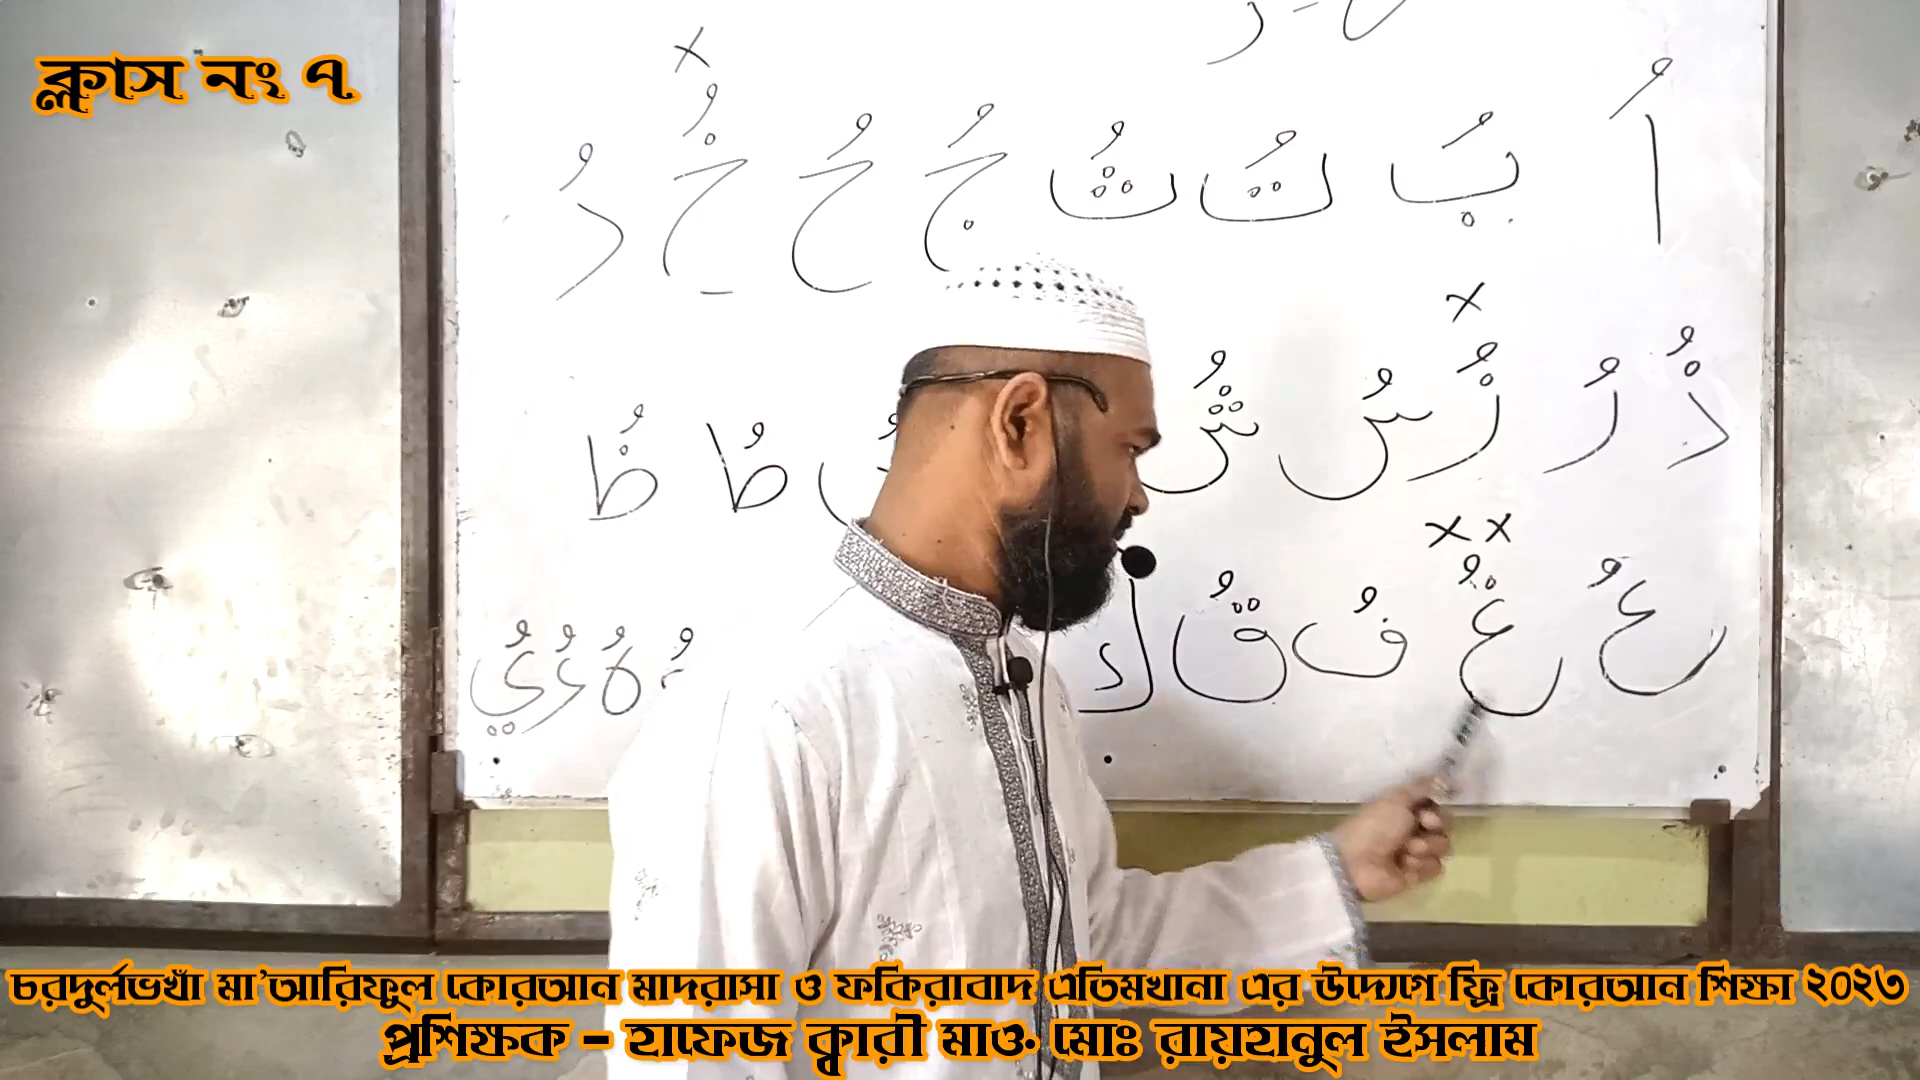 ক্লাস নং ৭
اُ بُ تُ ثُ جُ حُ خُ دُ
ذُ رُ زُ سُ شُ طُ ظُ
عُ غُ فُ قُ ك هُ ءُ يُ
চরদুর্লভখাঁ মা'আরিফুল কোরআন মাদরাসা ও ফকিরাবাদ এতিমখানা এর উদ্যেগে ফ্রি কোরআন শিক্ষা ২০২৩
প্রশিক্ষক - হাফেজ ক্বারী মাও. মোঃ রায়হানুল ইসলাম